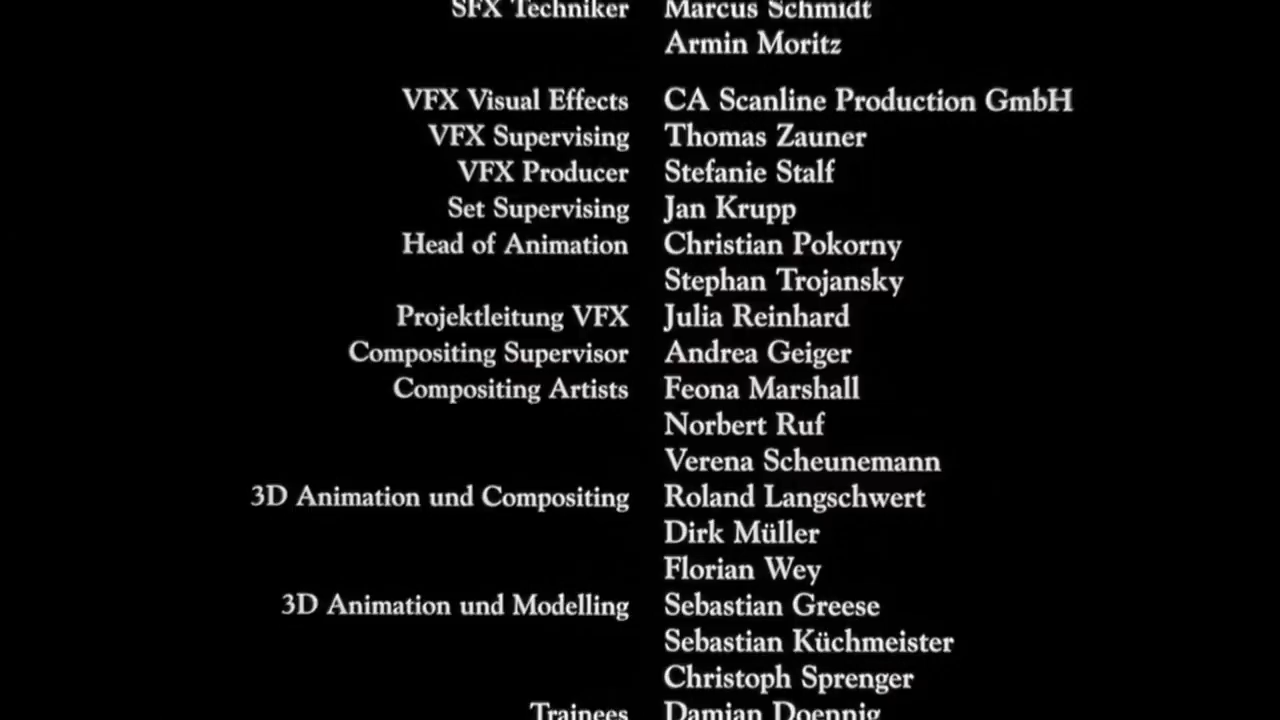 SFX Techniker Marcus Schmidt
Armin Moritz
VFX Visual Effects CA Scanline Production GmbH
VFX Supervising Thomas Zauner
VFX Producer Stefanie Stalf
Set Supervising Jan Krupp
Head of Animation Christian Pokorny
Stephan Trojansky
Projektleitung VFX Julia Reinhard
Compositing Supervisor Andrea Geiger
Compositing Artists Feona Marshall
Norbert Ruf
Verena Scheunemann
3D Animation und Compositing Roland Langschwert
Dirk Müller
Florian Wey
3D Animation und Modelling Sebastian Greese
Sebastian Küchmeister
Christoph Sprenger
Trainees Damian Doennig